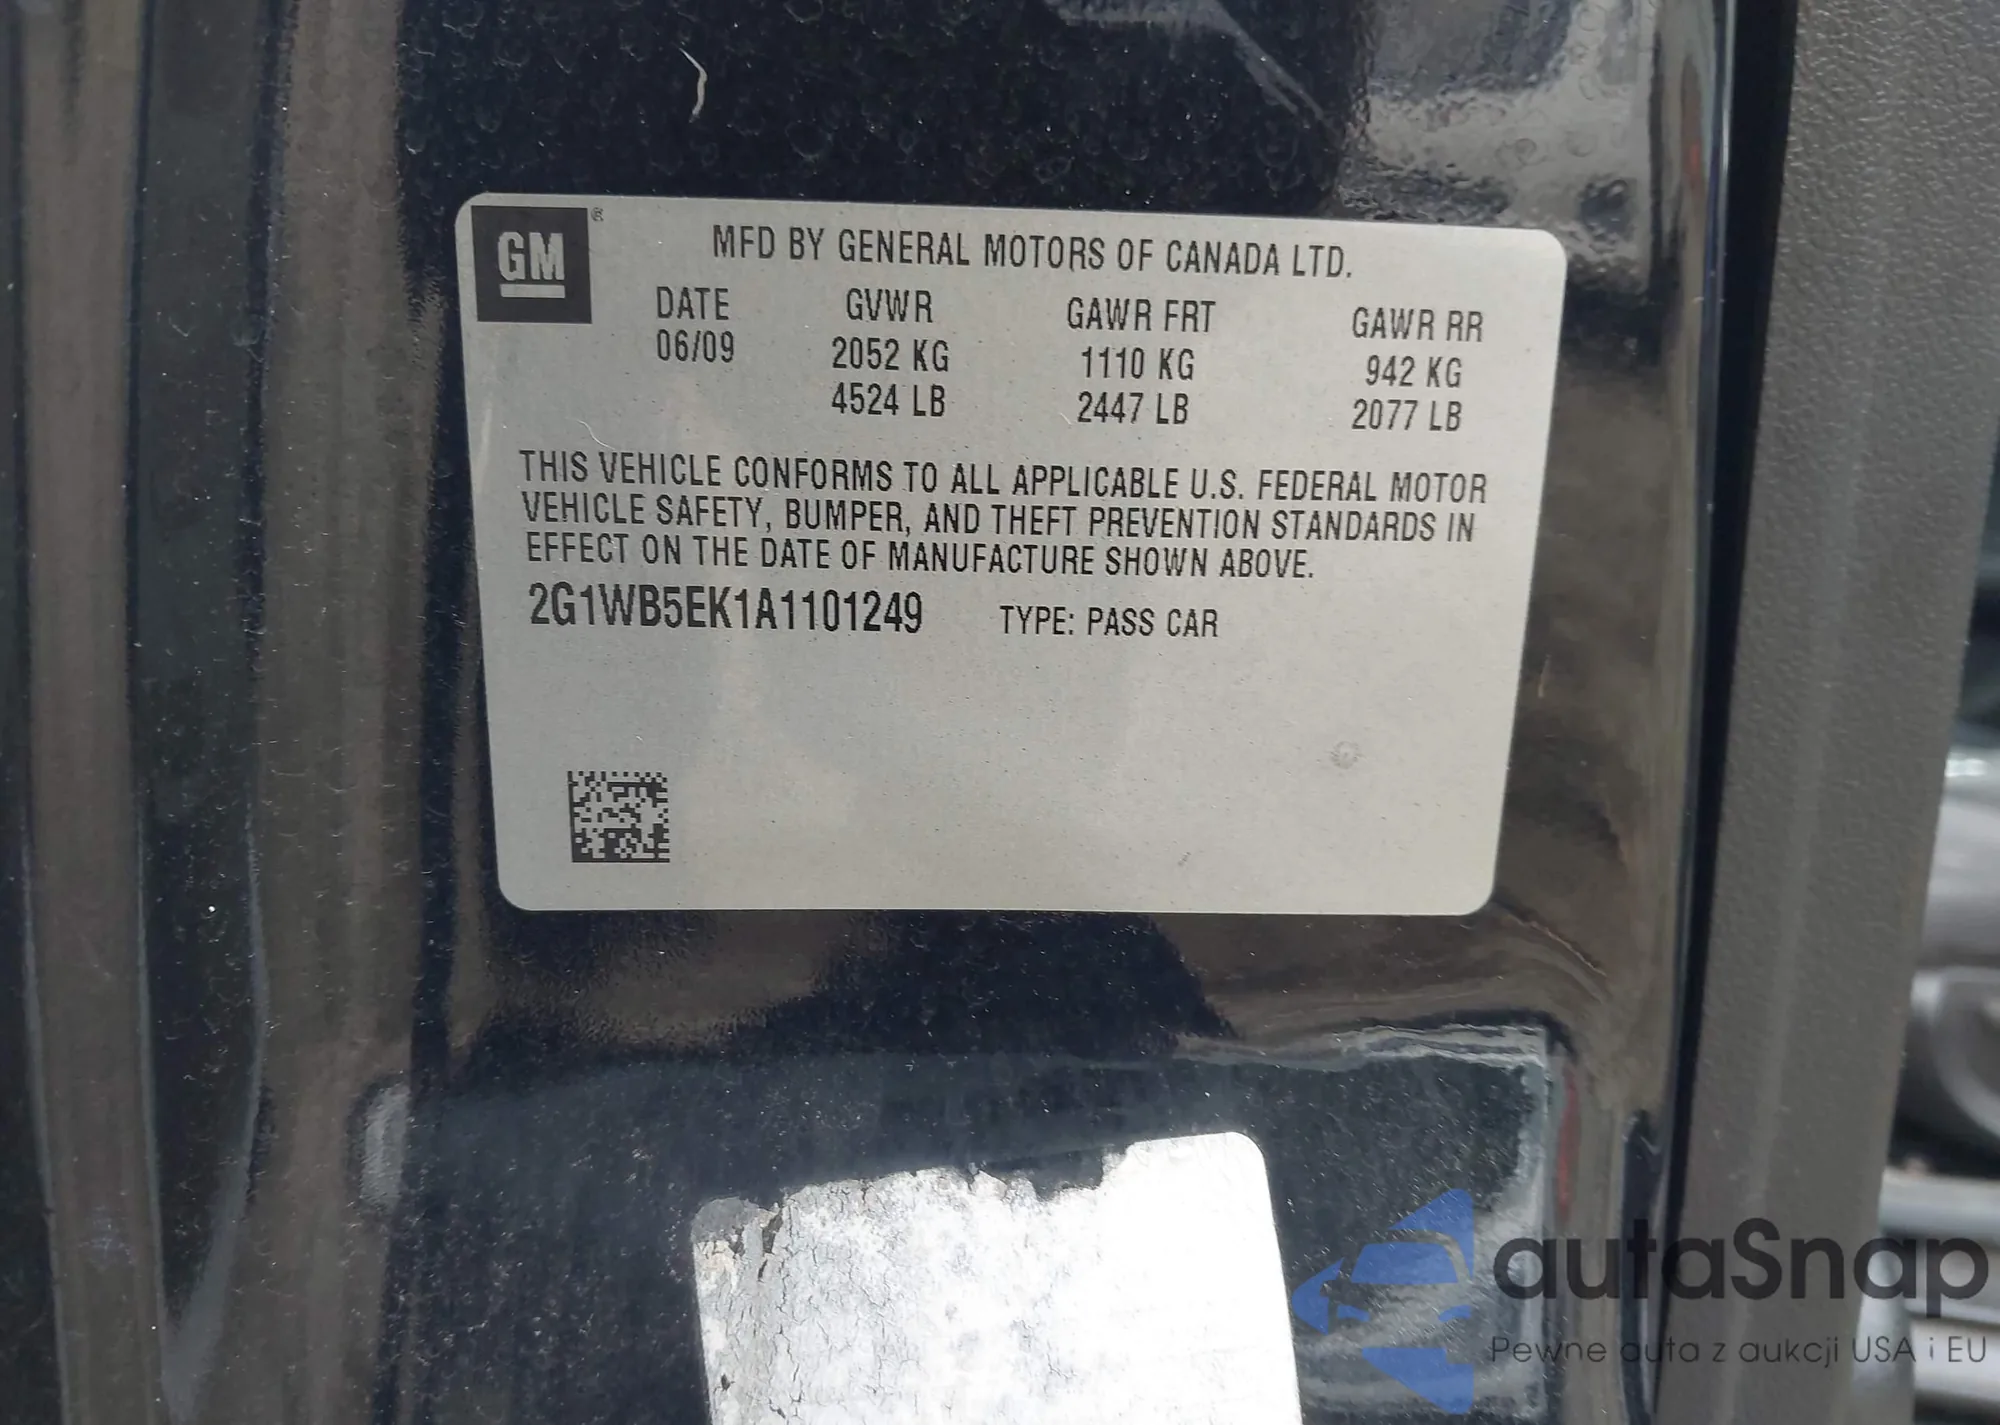 GM®
MFD BY GENERAL MOTORS OF CANADA LTD.
DATE GVWR GAWR FRT GAWR RR
06/09 2052 KG 1110 KG 942 KG
4524 LB 2447 LB 2077 LB
THIS VEHICLE CONFORMS TO ALL APPLICABLE U.S. FEDERAL MOTOR
VEHICLE SAFETY, BUMPER, AND THEFT PREVENTION STANDARDS IN
EFFECT ON THE DATE OF MANUFACTURE SHOWN ABOVE.
2G1WB5EK1A1101249 TYPE: PASS CAR
autaSnap
Pewne auta z aukcji USA i EU